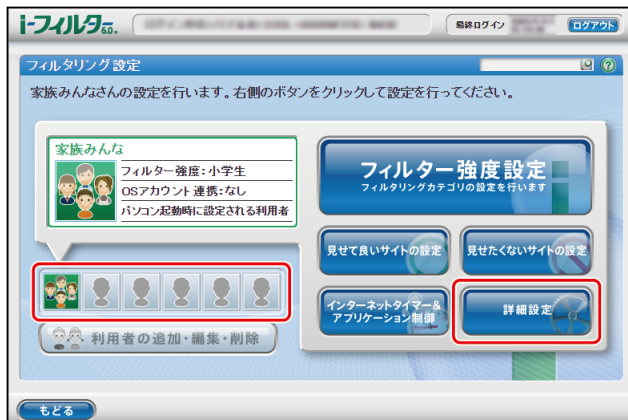 i-フィルター 6.0.
最終ログイン
ログアウト
フィルタリング設定
家族みんなさんの設定を行います。右側のボタンをクリックして設定を行ってください。
家族みんな
フィルター強度：小学生
OSアカウント連携：なし
パソコン起動時に設定される利用者
フィルター強度設定
フィルタリングカテゴリの設定を行います
見せて良いサイトの設定
見せたくないサイトの設定
インターネットタイマー&
アプリケーション制御
詳細設定
利用者の追加・編集・削除
もどる